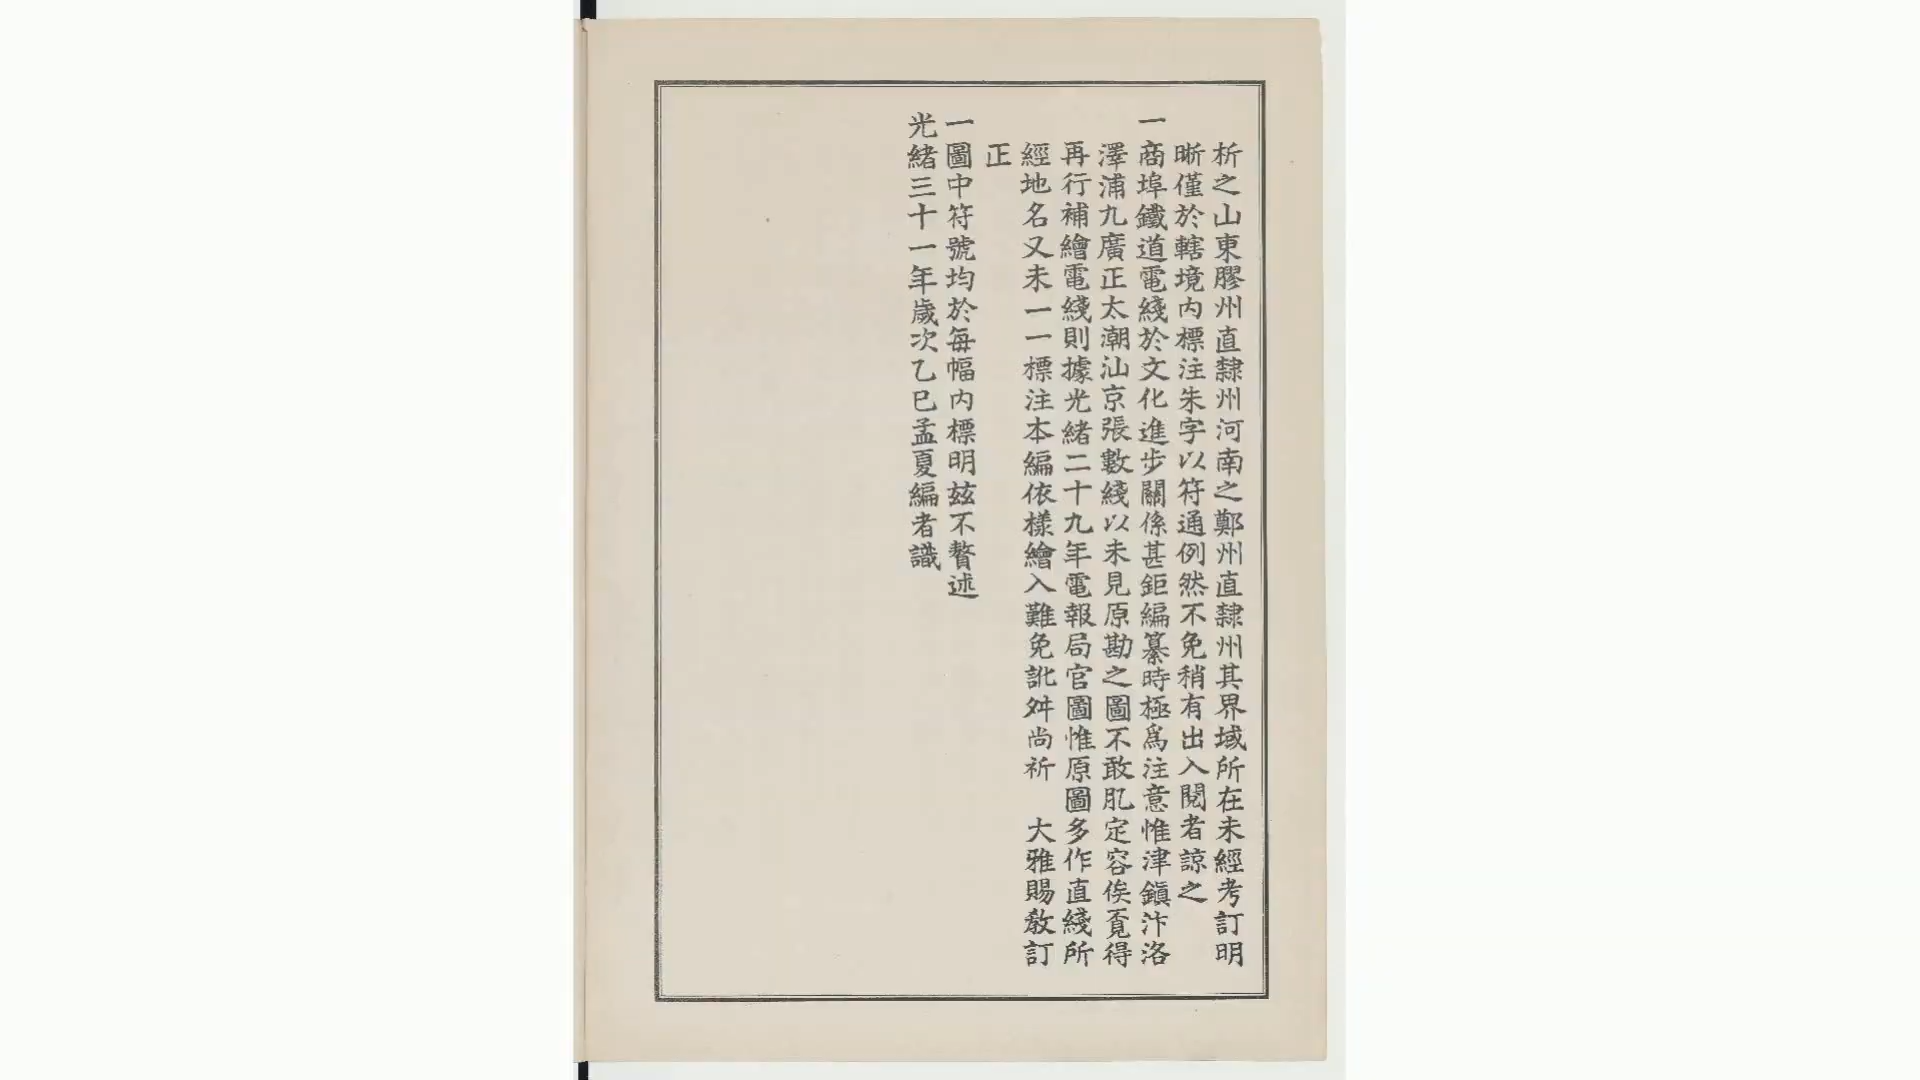 析之山東膠州直隸州河南之鄭州直隸州其界域所在未經考訂明
晰僅於轄境內標注朱字以符通例然不免稍有出入閱者諒之
一商埠鐵道電綫於文化進步關係甚鉅編纂時極爲注意惟津鎭汴洛
澤浦九廣正太潮汕京張數綫以未見原勘之圖不敢肊定容俟覓得
再行補繪電綫則據光緒二十九年電報局官圖惟原圖多作直綫所
經地名又未一一標注本編依樣繪入難免訛舛尚祈　大雅賜教訂
正
一圖中符號均於每幅内標明玆不贅述
光緒三十一年歲次乙巳孟夏編者識